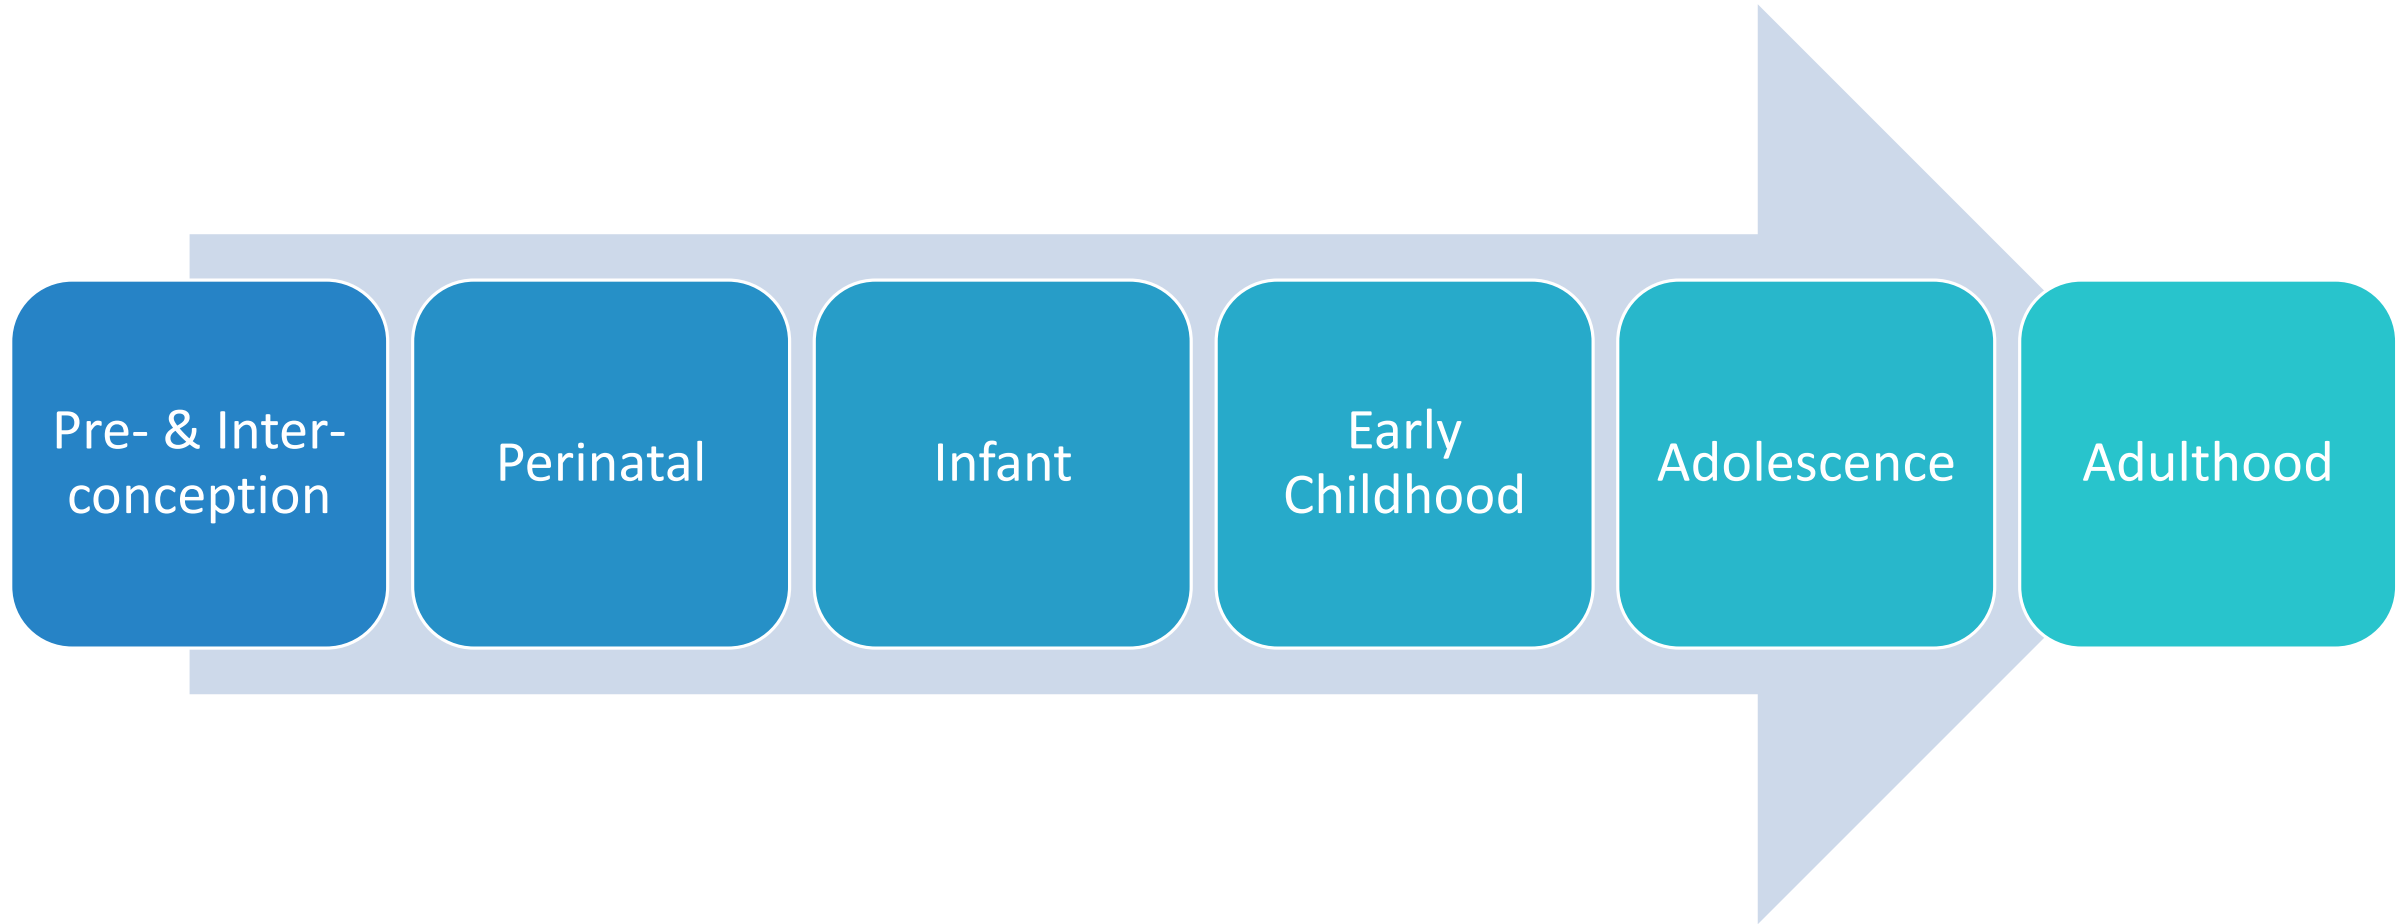 Pre- & Inter-
conception
Perinatal
Infant
Early
Childhood
Adolescence
Adulthood